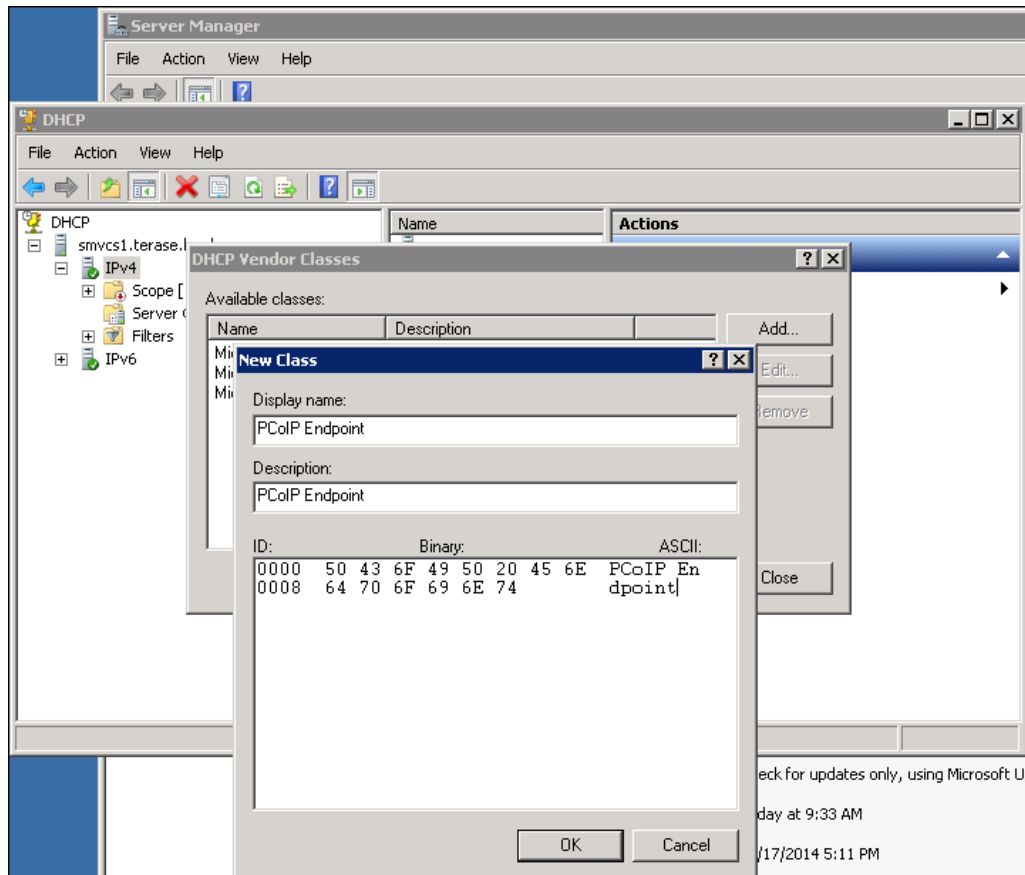 Server Manager
File Action View Help
DHCP
File Action View Help
DHCP
Name
Actions
smvcs1.terase.
IPv4
Scope [
Server
Filters
IPv6
DHCP Vendor Classes
Available classes:
Name Description
Add...
Edit...
Remove
Close
New Class
Display name:
PCoIP Endpoint
Description:
PCoIP Endpoint
ID: Binary: ASCII:
0000 50 43 6F 49 50 20 45 6E PCoIP En
0008 64 70 6F 69 6E 74 dpoint
OK Cancel
eck for updates only, using Microsoft U
day at 9:33 AM
/17/2014 5:11 PM